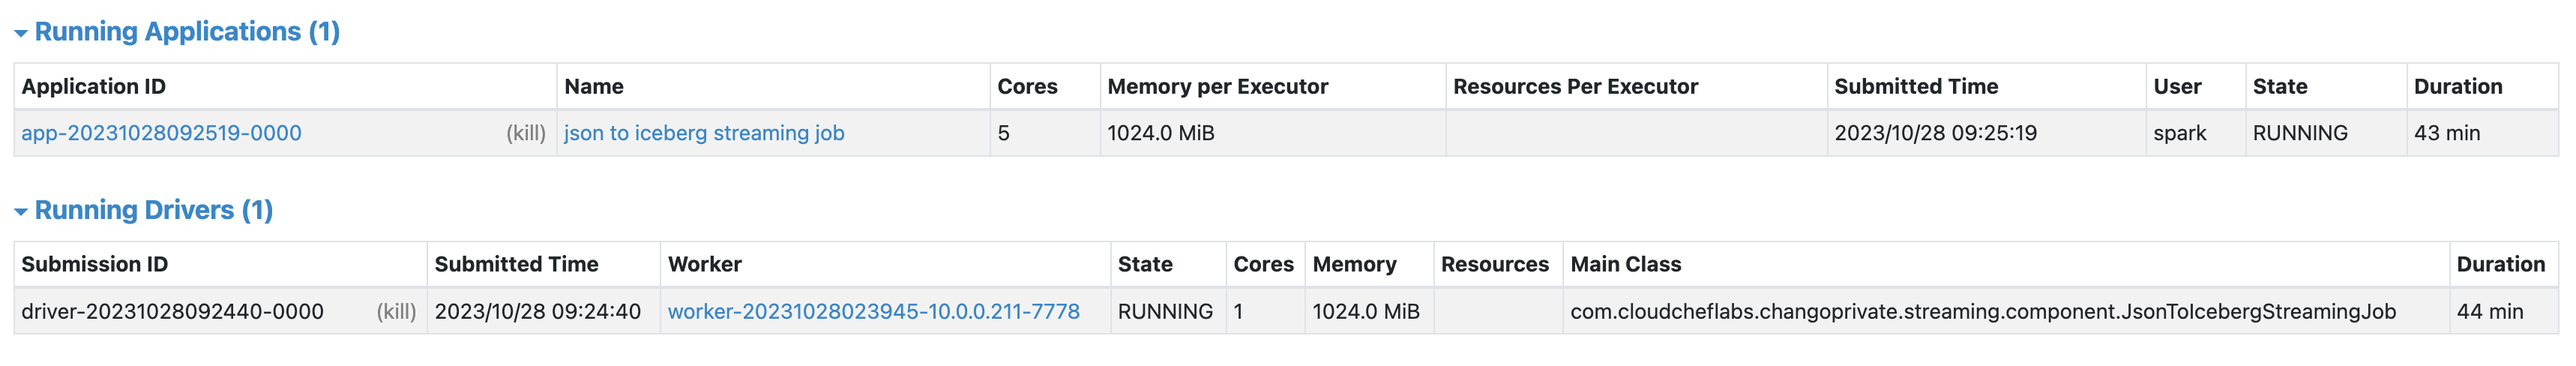 Running Applications (1)
Application ID Name Cores Memory per Executor Resources Per Executor Submitted Time User State Duration
app-20231028092519-0000 (kill) json to iceberg streaming job 5 1024.0 MiB 2023/10/28 09:25:19 spark RUNNING 43 min
Running Drivers (1)
Submission ID Submitted Time Worker State Cores Memory Resources Main Class Duration
driver-20231028092440-0000 (kill) 2023/10/28 09:24:40 worker-20231028023945-10.0.0.211-7778 RUNNING 1 1024.0 MiB com.cloudcheflabs.changoprivate.streaming.component.JsonToIcebergStreamingJob 44 min